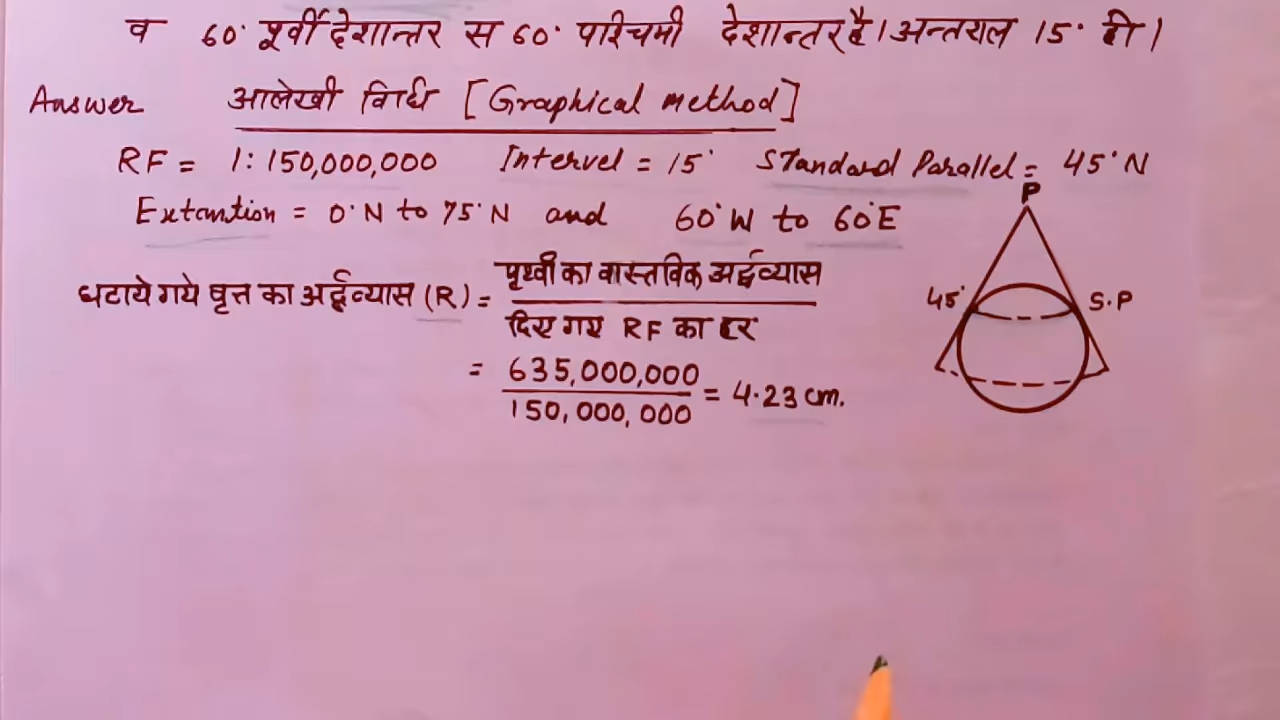 व 60° पूर्वी देशान्तर स 60° पश्चिमी देशान्तर है। अन्तराल 15° हो।
Answer आलेखी विधि [Graphical method]
RF = 1:150,000,000 Intervel = 15° Standard Parallel = 45°N
Extantion = 0°N to 75°N and 60°W to 60°E
P
घटाये गये वृत्त का अर्द्धव्यास (R) = पृथ्वी का वास्तविक अर्द्धव्यास
दिए गए RF का हर
45° S.P
= 635,000,000
150,000,000 = 4.23 cm.